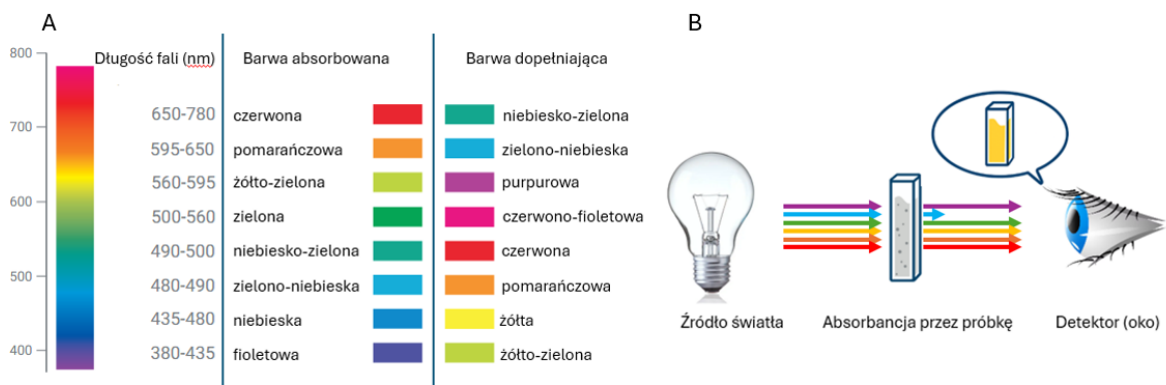 A
B
Długość fali (nm)
Barwa absorbowana
Barwa dopełniająca
800
700
600
500
400
650-780 czerwona niebiesko-zielona
595-650 pomarańczowa zielono-niebieska
560-595 żółto-zielona purpurowa
500-560 zielona czerwono-fioletowa
490-500 niebiesko-zielona czerwona
480-490 zielono-niebieska pomarańczowa
435-480 niebieska żółta
380-435 fioletowa żółto-zielona
Źródło światła
Absorbancja przez próbkę
Detektor (oko)